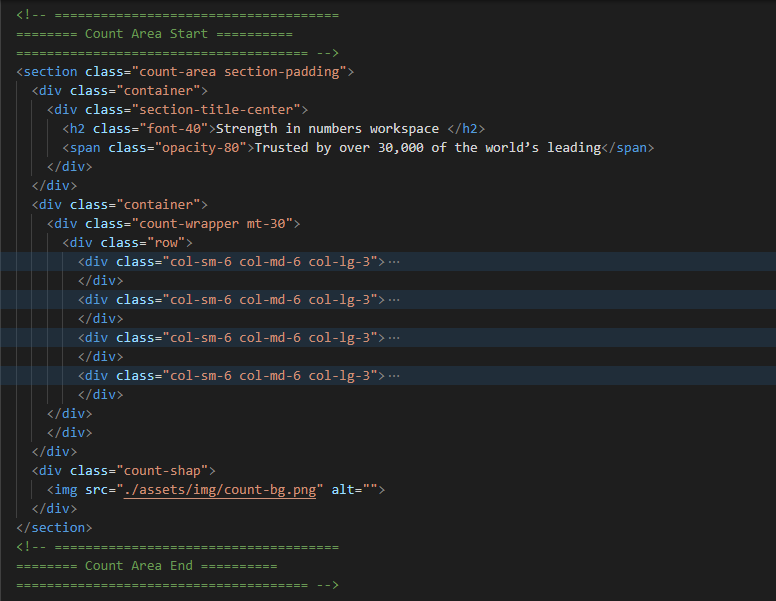 <!-- =====================================
======== Count Area Start ==========
====================================== -->
<section class="count-area section-padding">
<div class="container">
<div class="section-title-center">
<h2 class="font-40">Strength in numbers workspace </h2>
<span class="opacity-80">Trusted by over 30,000 of the world’s leading</span>
</div>
</div>
<div class="container">
<div class="count-wrapper mt-30">
<div class="row">
<div class="col-sm-6 col-md-6 col-lg-3">···
</div>
<div class="col-sm-6 col-md-6 col-lg-3">···
</div>
<div class="col-sm-6 col-md-6 col-lg-3">···
</div>
<div class="col-sm-6 col-md-6 col-lg-3">···
</div>
</div>
</div>
</div>
<div class="count-shap">
<img src="./assets/img/count-bg.png" alt="">
</div>
</section>
<!-- =====================================
======== Count Area End ==========
====================================== -->